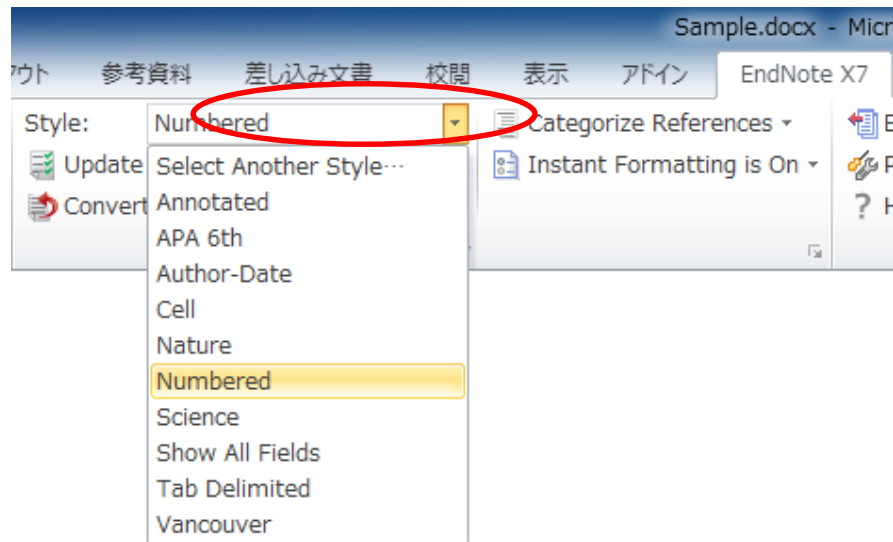 Sample.docx - Micr
アウト 参考資料 差し込み文書 校閲 表示 アドイン EndNote X7
Style: Numbered Categorize References E
Update Select Another Style… Instant Formatting is On P
Convert Annotated ? H
APA 6th
Author-Date
Cell
Nature
Numbered
Science
Show All Fields
Tab Delimited
Vancouver